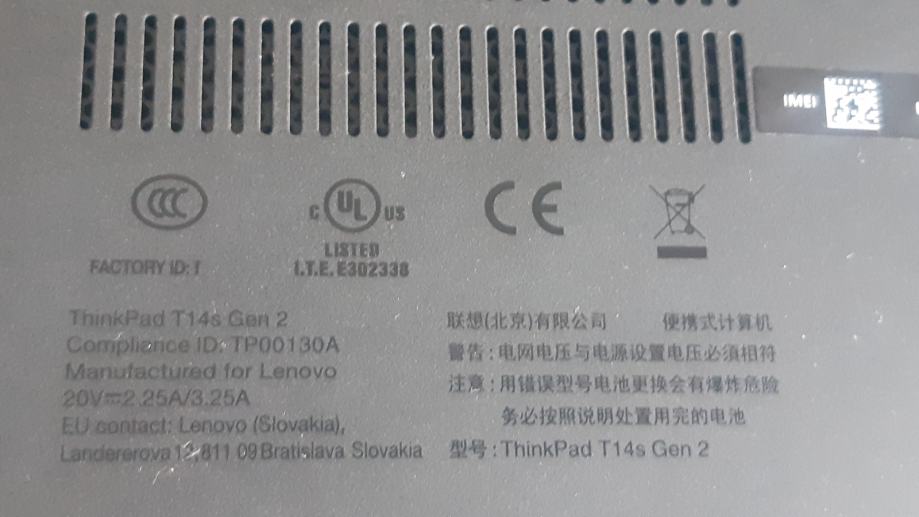 IMEI
CCC
C UL US
LISTED
I.T.E. E302338
CE
FACTORY ID: T
ThinkPad T14s Gen 2
Compliance ID: TP00130A
Manufactured for Lenovo
20V⎓2.25A/3.25A
EU contact: Lenovo (Slovakia),
Landererova 12, 811 09 Bratislava Slovakia
联想(北京)有限公司 便携式计算机
警告:电网电压与电源设置电压必须相符
注意:用错误型号电池更换会有爆炸危险
务必按照说明处置用完的电池
型号:ThinkPad T14s Gen 2